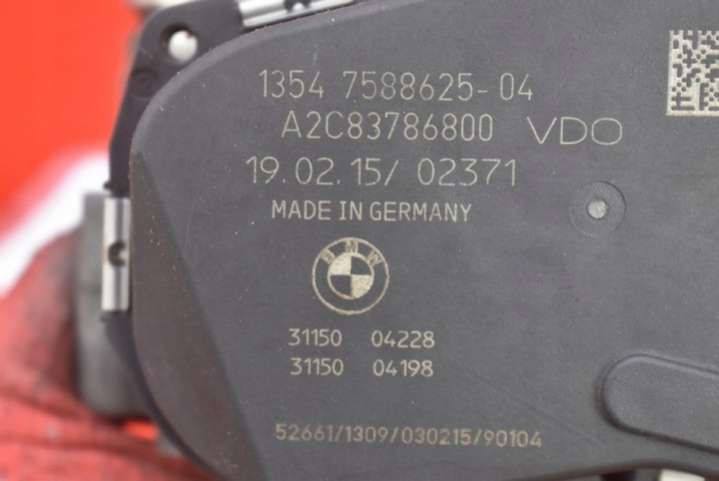 1354 7588625-04
A2C83786800 VDO
19.02.15/ 02371
MADE IN GERMANY
BMW
31150 04228
31150 04198
52661/1309/030215/90104